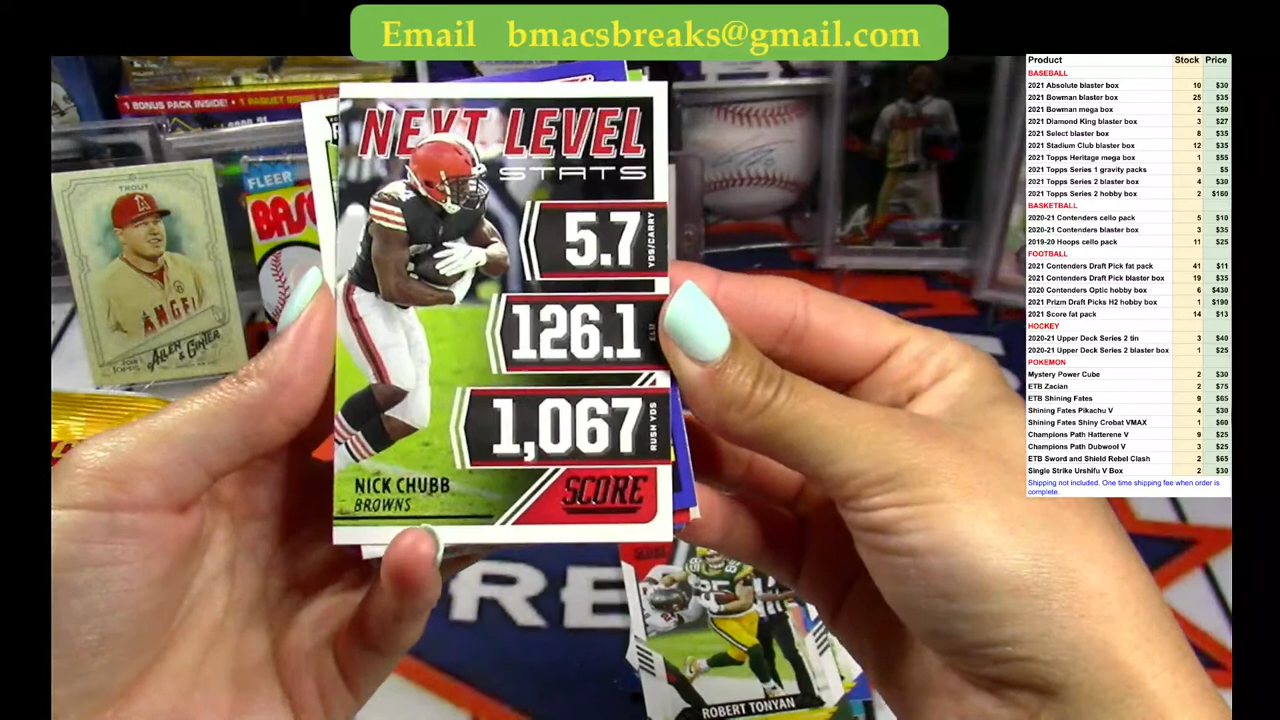 Email bmacsbreaks@gmail.com
1 BONUS PACK INSIDE!
TROUT
ANGE
ALLEN & GINTER
FLEER
BAS
NEXT LEVEL
STATS
5.7 YDS/CARRY
126.1
1,067 RUSH YDS
NICK CHUBB
BROWNS
SCORE
RE
SCORE
ROBERT TONYAN
Product Stock Price
BASEBALL
2021 Absolute blaster box 10 $30
2021 Bowman blaster box 25 $35
2021 Bowman mega box 2 $50
2021 Diamond King blaster box 3 $27
2021 Select blaster box 8 $35
2021 Stadium Club blaster box 12 $35
2021 Topps Heritage mega box 1 $55
2021 Topps Series 1 gravity packs 9 $5
2021 Topps Series 2 blaster box 4 $30
2021 Topps Series 2 hobby box 2 $160
BASKETBALL
2020-21 Contenders cello pack 5 $10
2020-21 Contenders blaster box 3 $35
2019-20 Hoops cello pack 11 $25
FOOTBALL
2021 Contenders Draft Pick fat pack 41 $11
2021 Contenders Draft Pick blaster box 19 $35
2020 Contenders Optic hobby box 6 $430
2021 Prizm Draft Picks H2 hobby box 1 $190
2021 Score fat pack 14 $13
HOCKEY
2020-21 Upper Deck Series 2 tin 3 $40
2020-21 Upper Deck Series 2 blaster box 1 $25
POKEMON
Mystery Power Cube 2 $30
ETB Zacian 2 $75
ETB Shining Fates 9 $65
Shining Fates Pikachu V 4 $30
Shining Fates Shiny Crobat VMAX 1 $60
Champions Path Hatterene V 9 $25
Champions Path Dubwool V 3 $25
ETB Sword and Shield Rebel Clash 2 $65
Single Strike Urshifu V Box 2 $30
Shipping not included. One time shipping fee when order is
complete.